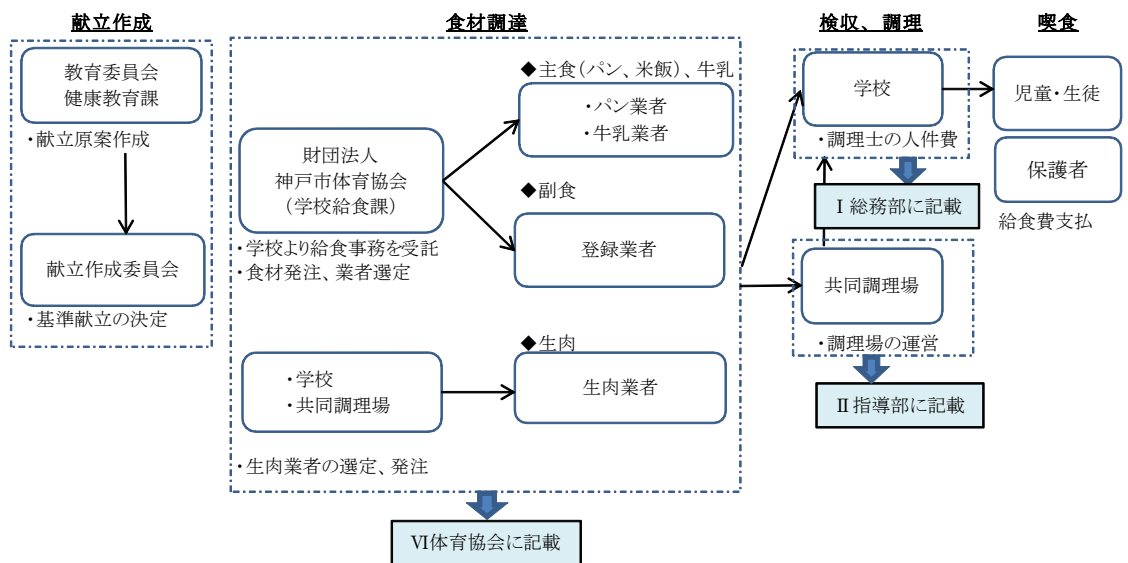 献立作成
教育委員会
健康教育課
・献立原案作成
献立作成委員会
・基準献立の決定
食材調達
財団法人
神戸市体育協会
（学校給食課）
・学校より給食事務を受託
・食材発注、業者選定
◆主食（パン、米飯）、牛乳
・パン業者
・牛乳業者
◆副食
登録業者
・学校
・共同調理場
◆生肉
生肉業者
・生肉業者の選定、発注
Ⅵ体育協会に記載
検収、調理
学校
・調理士の人件費
Ⅰ 総務部に記載
共同調理場
・調理場の運営
Ⅱ 指導部に記載
喫食
児童・生徒
保護者
給食費支払